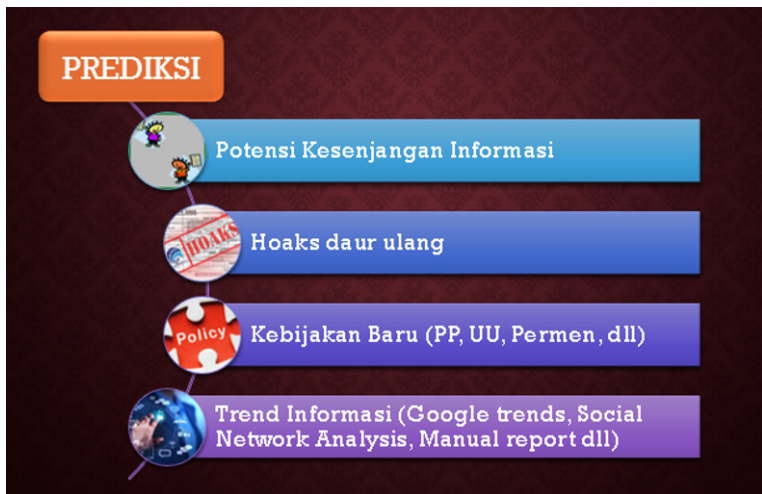 PREDIKSI
Potensi Kesenjangan Informasi
HOAKS
Hoaks daur ulang
Policy
Kebijakan Baru (PP, UU, Permen, dll)
Trend Informasi (Google trends, Social
Network Analysis, Manual report dll)